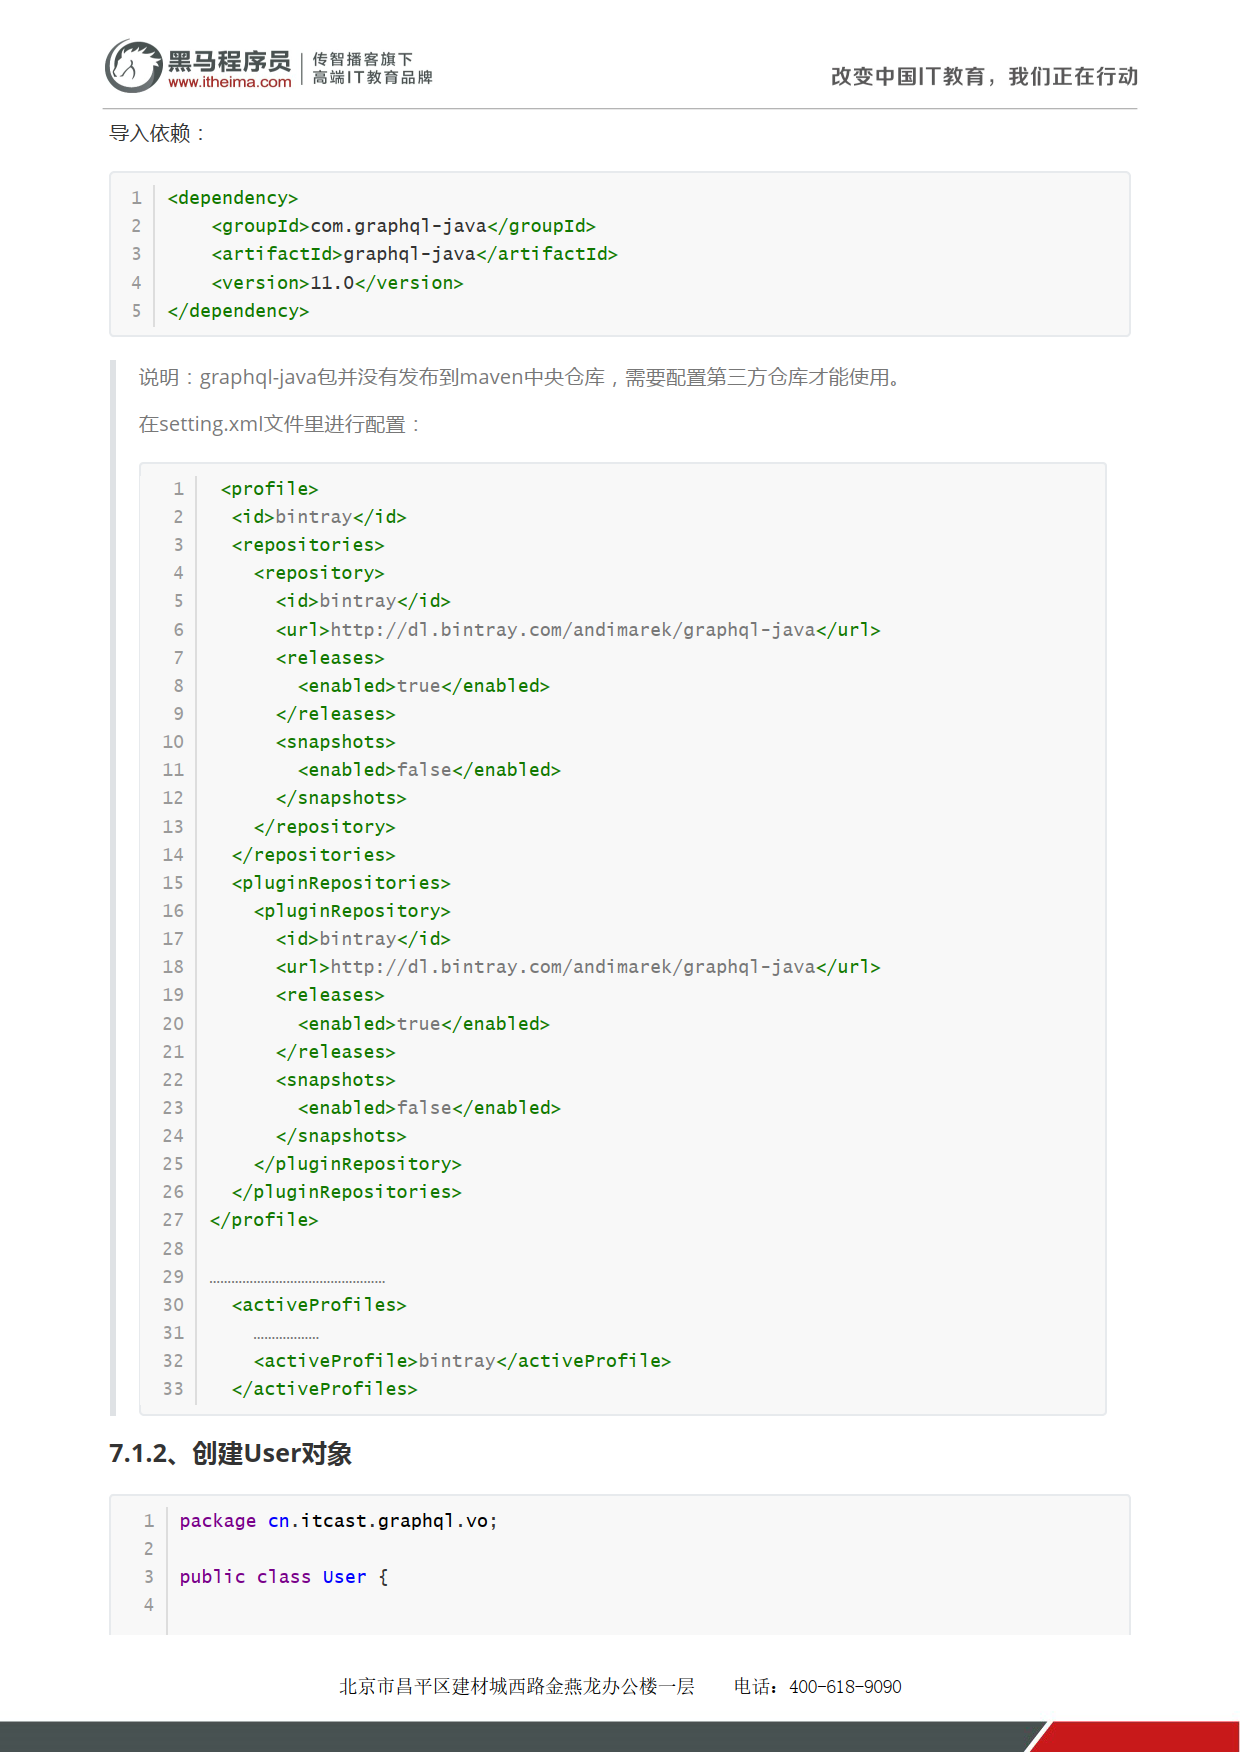 黑马程序员
www.itheima.com
传智播客旗下
高端IT教育品牌
改变中国IT教育，我们正在行动
导入依赖：
1 <dependency>
2     <groupId>com.graphql-java</groupId>
3     <artifactId>graphql-java</artifactId>
4     <version>11.0</version>
5 </dependency>
说明：graphql-java包并没有发布到maven中央仓库，需要配置第三方仓库才能使用。
在setting.xml文件里进行配置：
1  <profile>
2   <id>bintray</id>
3   <repositories>
4     <repository>
5       <id>bintray</id>
6       <url>http://dl.bintray.com/andimarek/graphql-java</url>
7       <releases>
8         <enabled>true</enabled>
9       </releases>
10       <snapshots>
11         <enabled>false</enabled>
12       </snapshots>
13     </repository>
14   </repositories>
15   <pluginRepositories>
16     <pluginRepository>
17       <id>bintray</id>
18       <url>http://dl.bintray.com/andimarek/graphql-java</url>
19       <releases>
20         <enabled>true</enabled>
21       </releases>
22       <snapshots>
23         <enabled>false</enabled>
24       </snapshots>
25     </pluginRepository>
26   </pluginRepositories>
27 </profile>
28
29 ………………………………………
30   <activeProfiles>
31     ………………
32     <activeProfile>bintray</activeProfile>
33   </activeProfiles>
7.1.2、创建User对象
1 package cn.itcast.graphql.vo;
2
3 public class User {
4
北京市昌平区建材城西路金燕龙办公楼一层 电话：400-618-9090